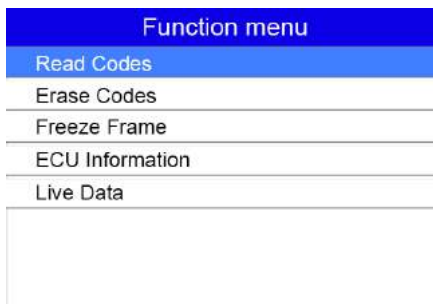 Function menu
Read Codes
Erase Codes
Freeze Frame
ECU Information
Live Data